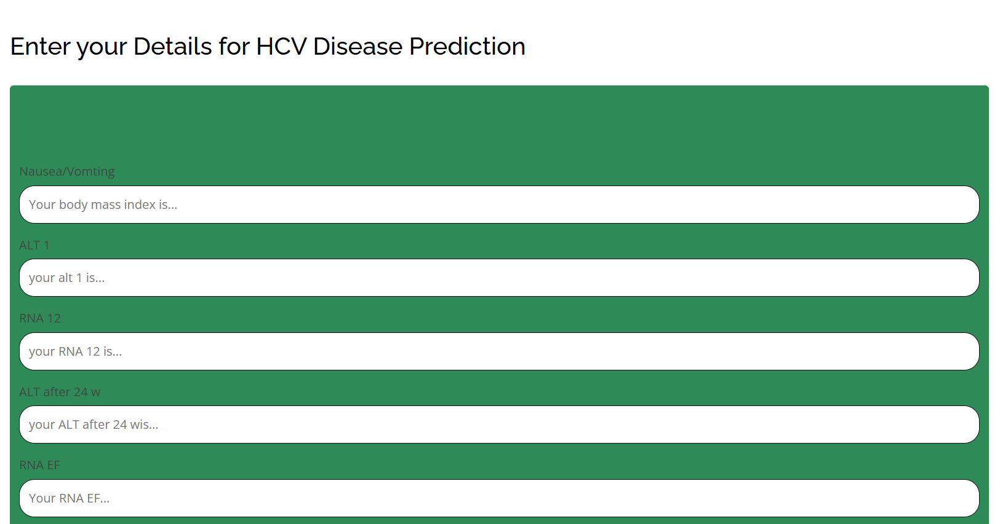 Enter your Details for HCV Disease Prediction
Nausea/Vomting
Your body mass index is...
ALT 1
your alt 1 is...
RNA 12
your RNA 12 is...
ALT after 24 w
your ALT after 24 wis...
RNA EF
Your RNA EF...